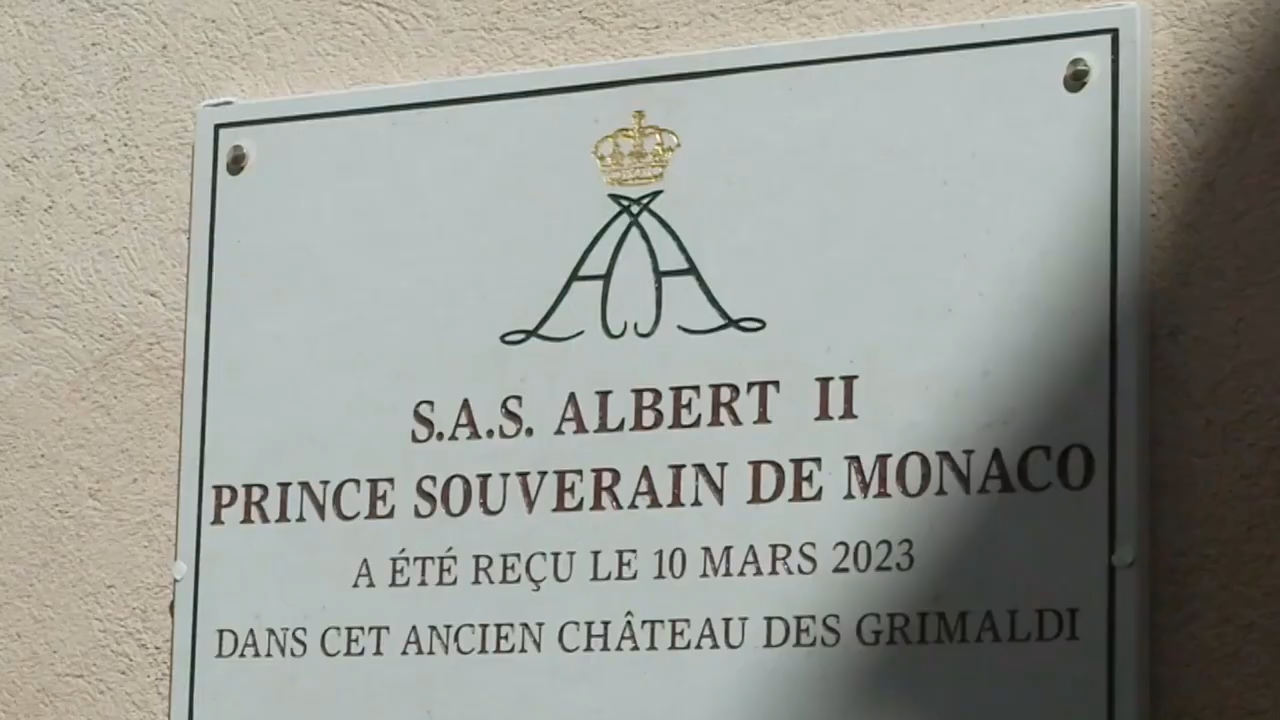 S.A.S. ALBERT II
PRINCE SOUVERAIN DE MONACO
A ÉTÉ REÇU LE 10 MARS 2023
DANS CET ANCIEN CHÂTEAU DES GRIMALDI